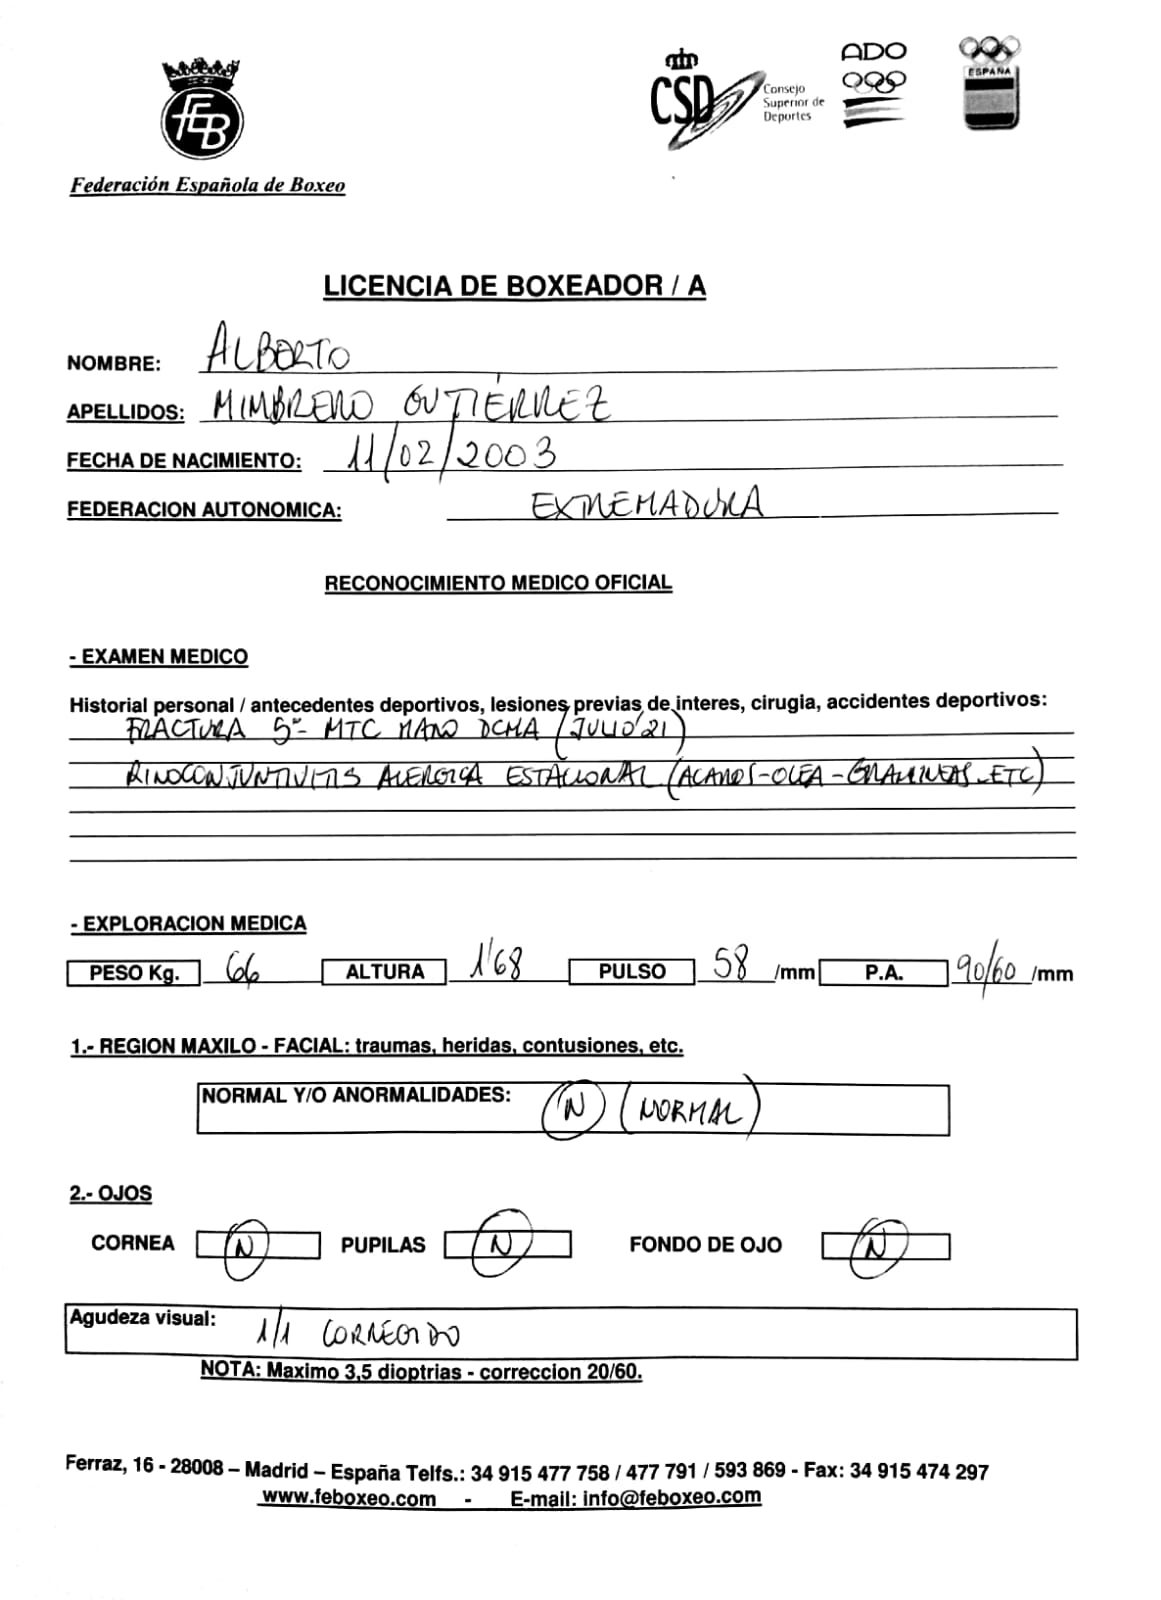 FEB
CSD
Consejo
Superior de
Deportes
ADO
ESPAÑA
Federación Española de Boxeo
LICENCIA DE BOXEADOR / A
NOMBRE: ALBERTO
APELLIDOS: MIMBRERO GUTIÉRREZ
FECHA DE NACIMIENTO: 11/02/2003
FEDERACION AUTONOMICA: EXTREMADURA
RECONOCIMIENTO MEDICO OFICIAL
- EXAMEN MEDICO
Historial personal / antecedentes deportivos, lesiones previas de interes, cirugia, accidentes deportivos:
FRACTURA 5º MTC MANO DCHA (JULIO'21)
RINOCONJUNTIVITIS ALERGICA ESTACIONAL (ACAROS-OLEA-GRAMINEAS-ETC)
- EXPLORACION MEDICA
PESO Kg. 66 ALTURA 1'68 PULSO 58 /mm P.A. 90/60 /mm
1.- REGION MAXILO - FACIAL: traumas, heridas, contusiones, etc.
NORMAL Y/O ANORMALIDADES: N (NORMAL)
2.- OJOS
CORNEA N PUPILAS N FONDO DE OJO N
Agudeza visual: 1/1 CORREGIDO
NOTA: Maximo 3,5 dioptrias - correccion 20/60.
Ferraz, 16 - 28008 – Madrid – España Telfs.: 34 915 477 758 / 477 791 / 593 869 - Fax: 34 915 474 297
www.feboxeo.com - E-mail: info@feboxeo.com